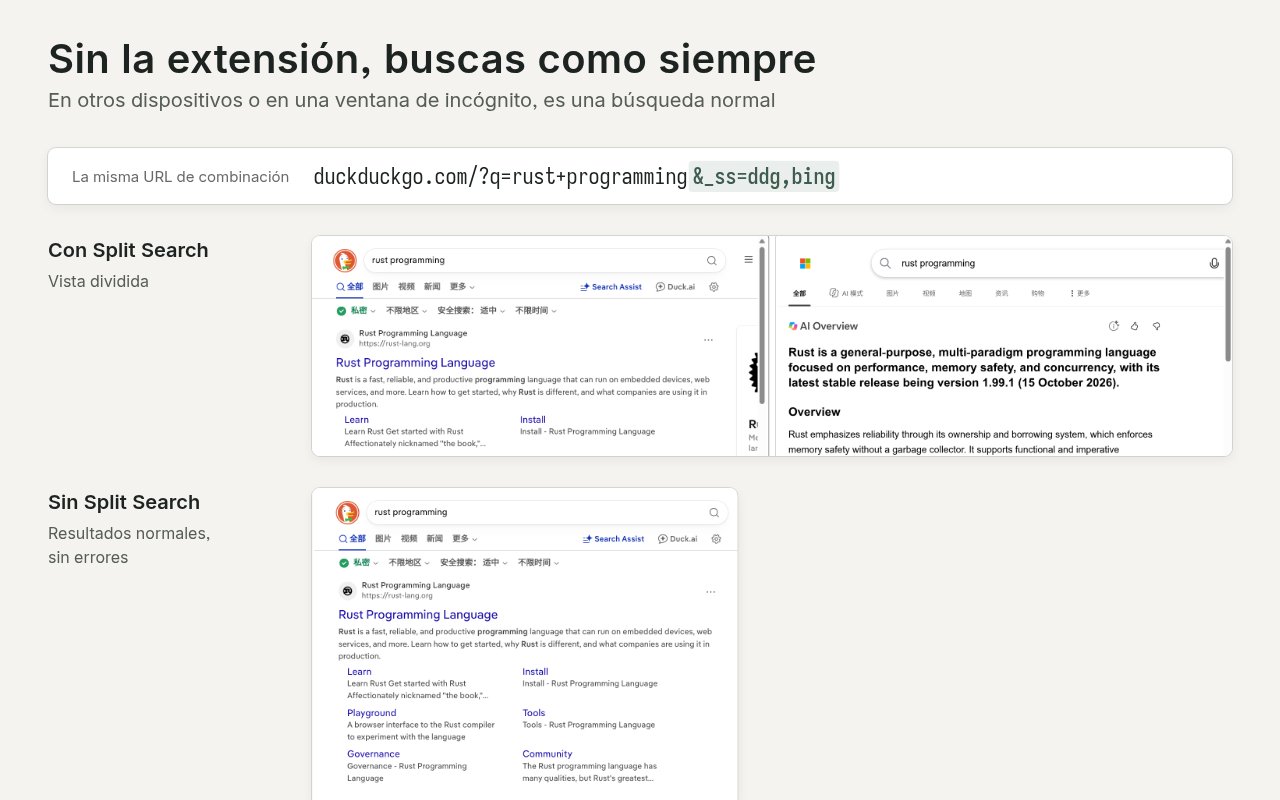 Sin la extensión, buscas como siempre
En otros dispositivos o en una ventana de incógnito, es una búsqueda normal
La misma URL de combinación duckduckgo.com/?q=rust+programming&_ss=ddg,bing
Con Split Search
Vista dividida
rust programming
全部 图片 视频 新闻 更多 Search Assist Duck.ai
私密 不限地区 安全搜索： 适中 不限时间
Rust Programming Language
https://rust-lang.org
Rust Programming Language
Rust is a fast, reliable, and productive programming language that can run on embedded devices, web
services, and more. Learn how to get started, why Rust is different, and what companies are using it in
production.
Learn Install
Learn Rust Get started with Rust Install - Rust Programming Language
Affectionately nicknamed "the book,"...
rust programming
全部 AI 模式 图片 视频 地图 资讯 购物 更多
AI Overview
Rust is a general-purpose, multi-paradigm programming language
focused on performance, memory safety, and concurrency, with its
latest stable release being version 1.99.1 (15 October 2026).
Overview
Rust emphasizes reliability through its ownership and borrowing system, which enforces
memory safety without a garbage collector. It supports functional and imperative
Sin Split Search
Resultados normales,
sin errores
rust programming
全部 图片 视频 新闻 更多 Search Assist Duck.ai
私密 不限地区 安全搜索： 适中 不限时间
Rust Programming Language
https://rust-lang.org
Rust Programming Language
Rust is a fast, reliable, and productive programming language that can run on embedded devices, web
services, and more. Learn how to get started, why Rust is different, and what companies are using it in
production.
Learn Install
Learn Rust Get started with Rust Install - Rust Programming Language
Affectionately nicknamed "the book,"...
Playground Tools
A browser interface to the Rust compiler Tools - Rust Programming Language
to experiment with the language
Governance Community
Governance - Rust Programming The Rust programming language has
Language many qualities, but Rust's greatest...